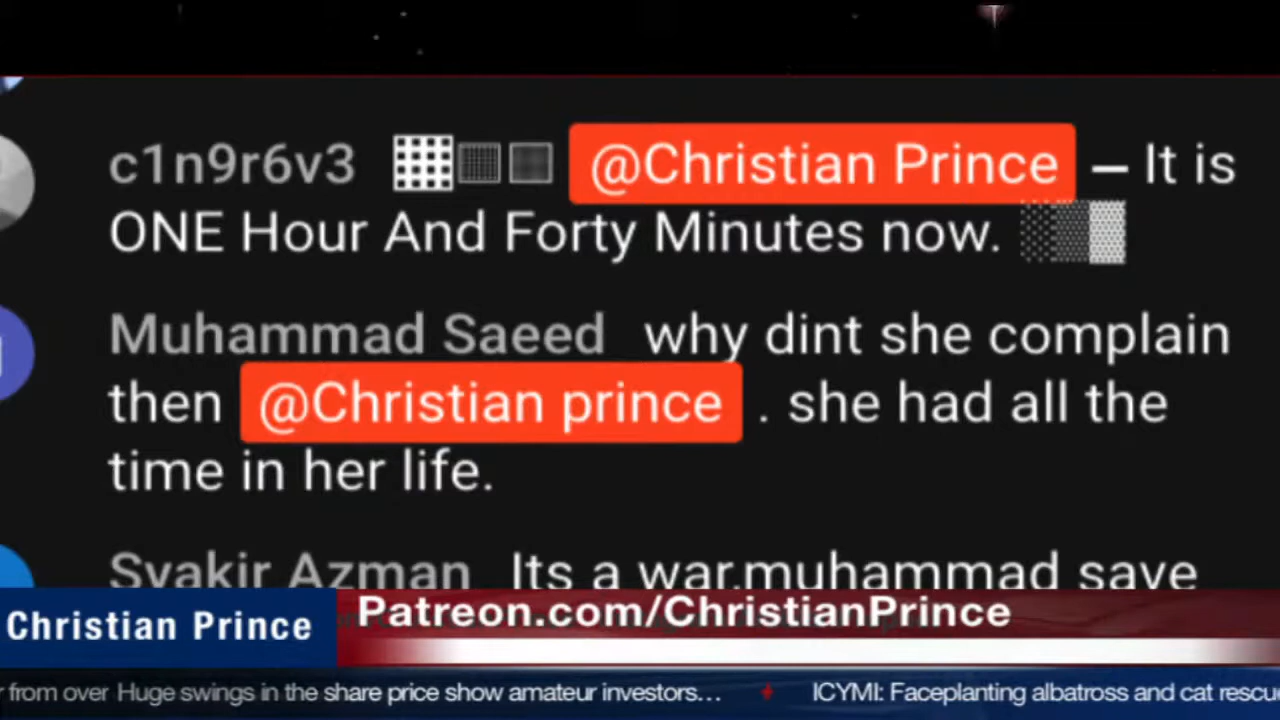 c1n9r6v3 ▦▦▩ @Christian Prince – It is
ONE Hour And Forty Minutes now. ░▒▓
Muhammad Saeed why dint she complain
then @Christian prince . she had all the
time in her life.
Syakir Azman Its a war.muhammad save
Christian Prince
Patreon.com/ChristianPrince
from over Huge swings in the share price show amateur investors... ♦ ICYMI: Faceplanting albatross and cat